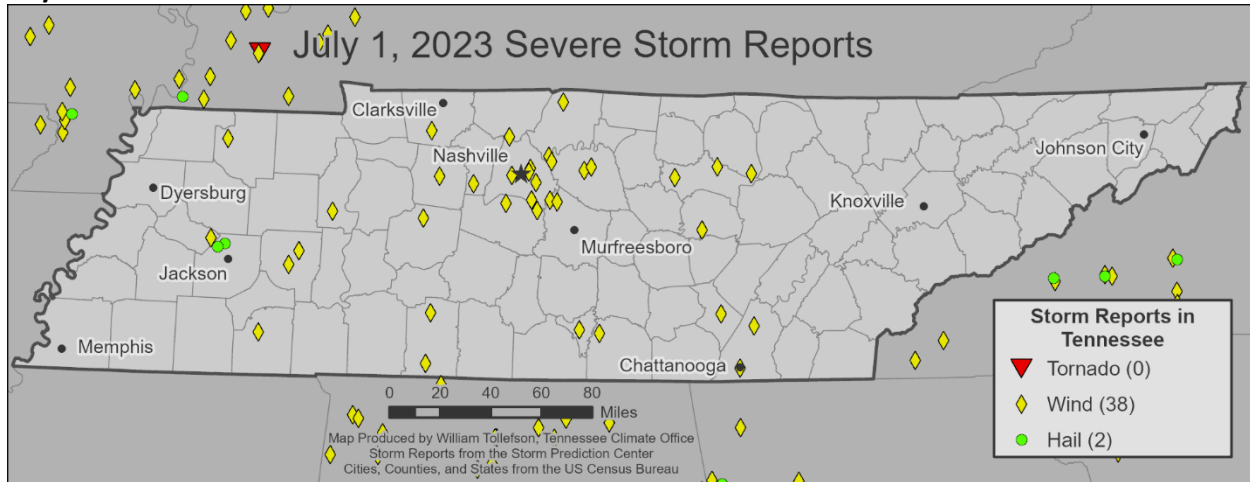 July 1, 2023 Severe Storm Reports
Clarksville
Nashville
Johnson City
Dyersburg
Knoxville
Murfreesboro
Jackson
Memphis
Chattanooga
Storm Reports in
Tennessee
Tornado (0)
Wind (38)
Hail (2)
0 20 40 80
Miles
Map Produced by William Tollefson, Tennessee Climate Office
Storm Reports from the Storm Prediction Center
Cities, Counties, and States from the US Census Bureau